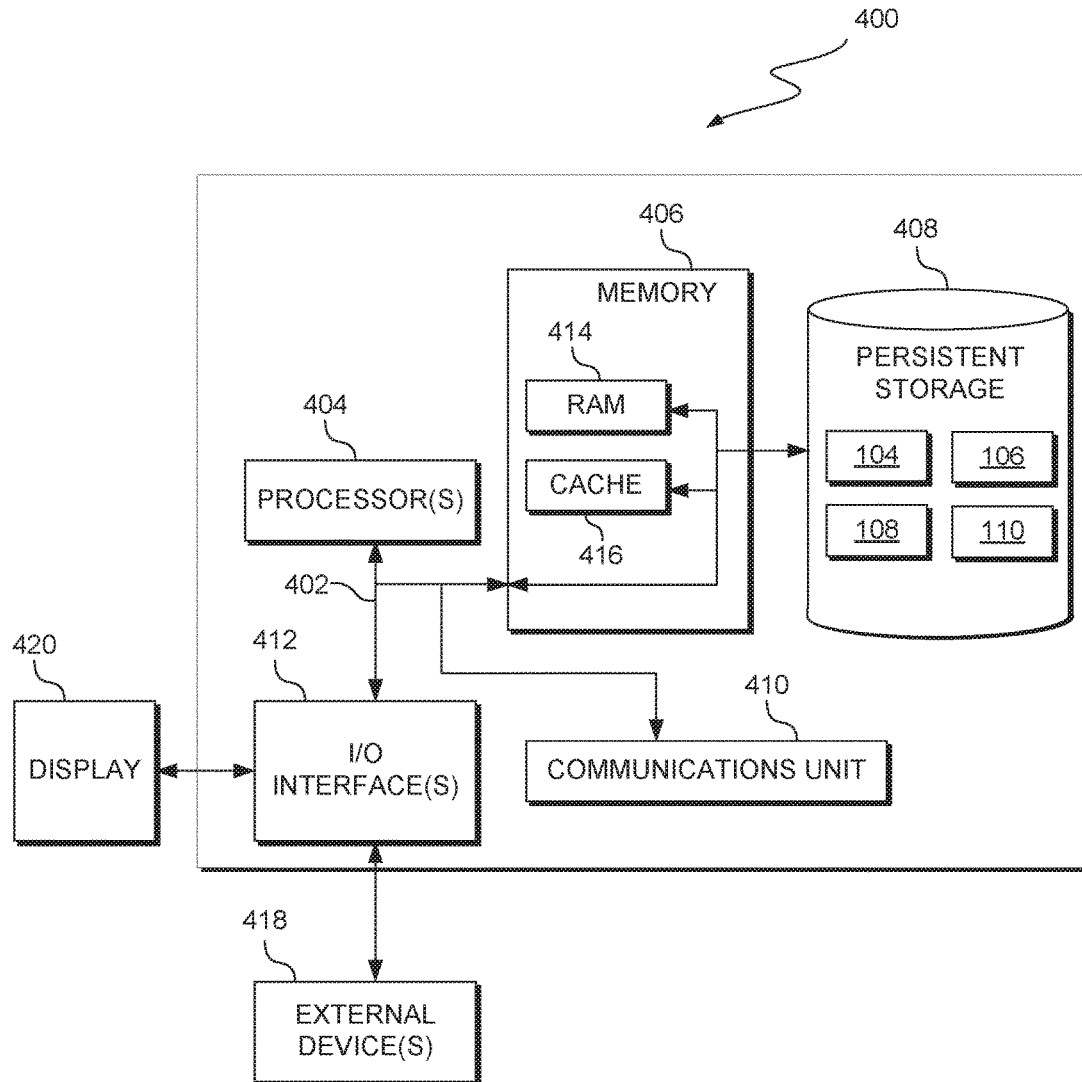 400
406
408
MEMORY
414
RAM
PERSISTENT
STORAGE
404
104
106
PROCESSOR(S)
CACHE
108
110
416
402
420
412
410
DISPLAY
I/O
INTERFACE(S)
COMMUNICATIONS UNIT
418
EXTERNAL
DEVICE(S)